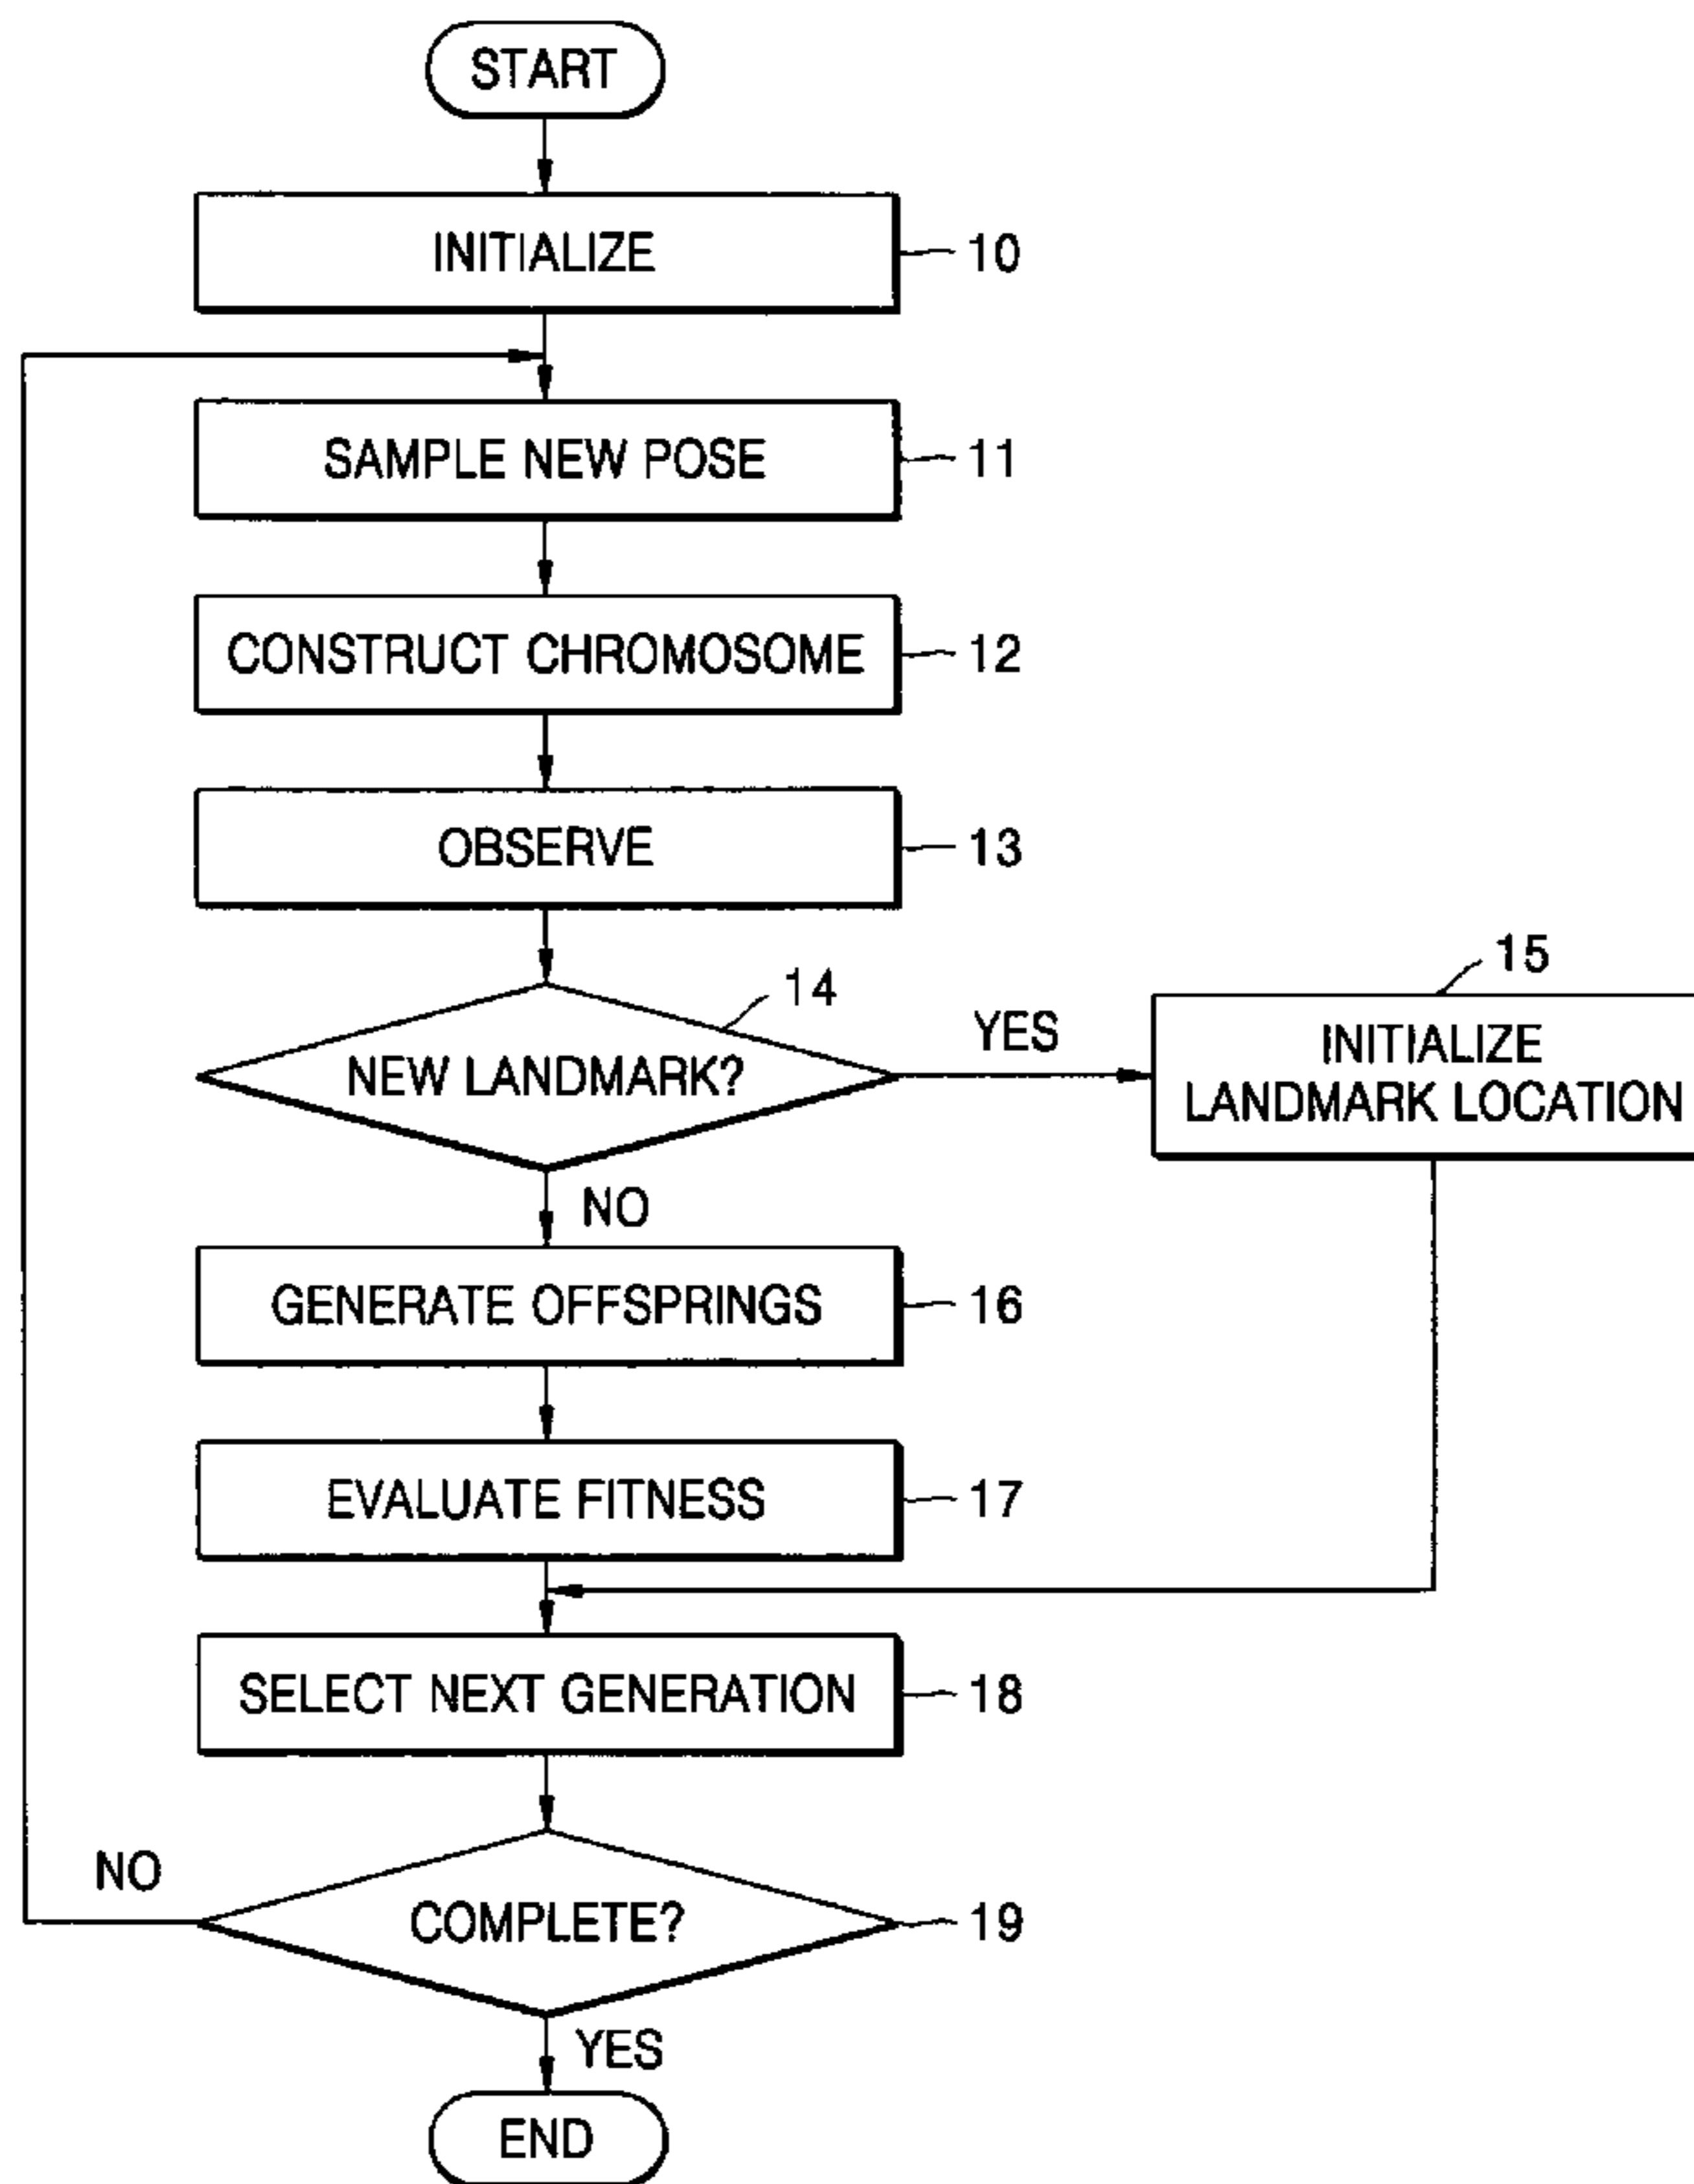 START
INITIALIZE
10
SAMPLE NEW POSE
11
CONSTRUCT CHROMOSOME
12
OBSERVE
13
14
NEW LANDMARK?
YES
15
INITIALIZE
LANDMARK LOCATION
NO
GENERATE OFFSPRINGS
16
EVALUATE FITNESS
17
SELECT NEXT GENERATION
18
NO
COMPLETE?
19
YES
END